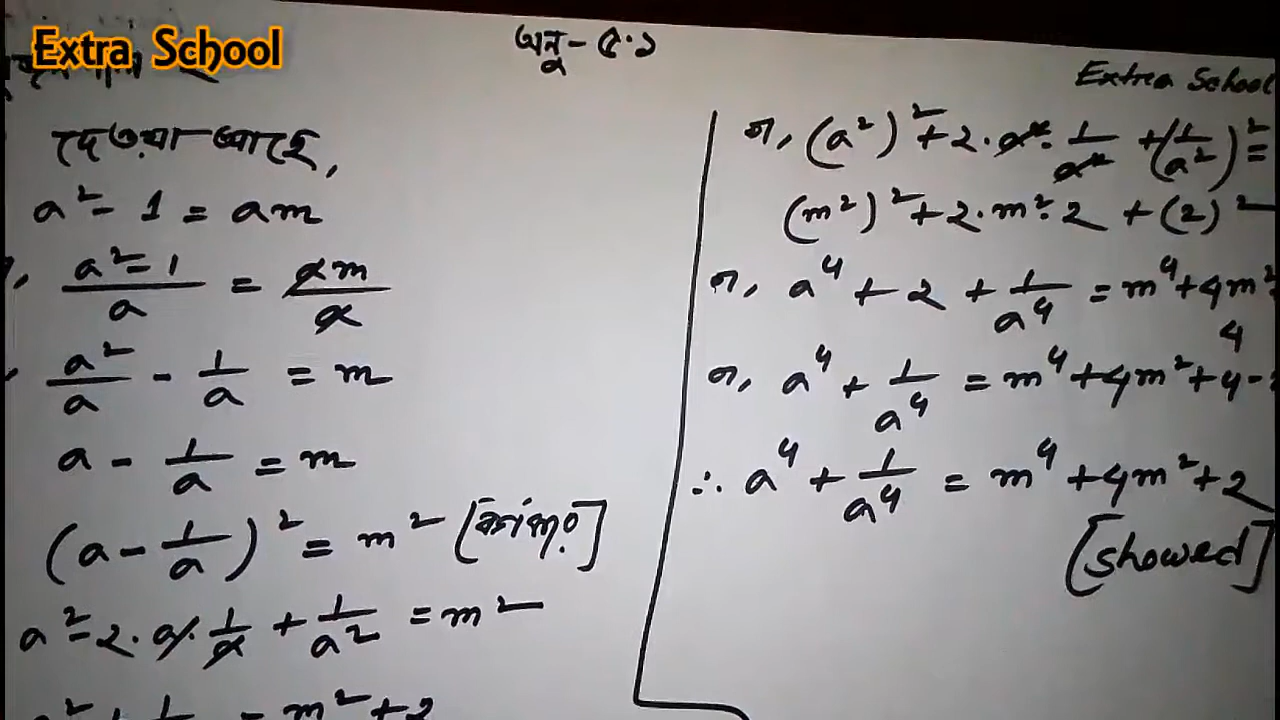 Extra School
অনু - ৫.১
Extra School
দেওয়া আছে,
a² - 1 = am
a² - 1 / a = am / a
a² / a - 1 / a = m
a - 1/a = m
(a - 1/a)² = m² [বর্গ করে]
a² - 2 . a . 1/a + 1/a² = m²
a² + 1 = m² + 2
বা, (a²)² + 2 . a² . 1/a² + (1/a²)² =
(m²)² + 2 . m² . 2 + (2)²
বা, a⁴ + 2 + 1/a⁴ = m⁴ + 4m²
4
বা, a⁴ + 1/a⁴ = m⁴ + 4m² + 4 -
∴ a⁴ + 1/a⁴ = m⁴ + 4m² + 2
[showed]